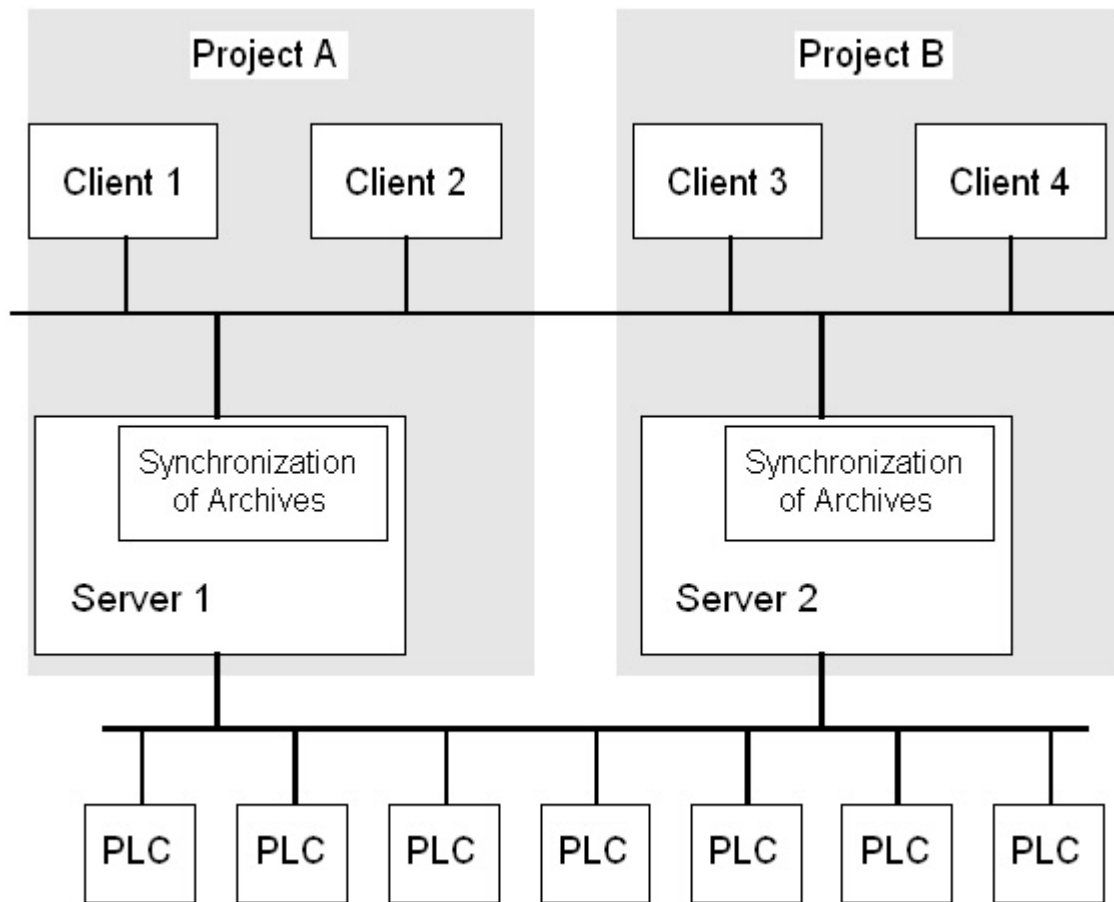 Project A
Project B
Client 1
Client 2
Client 3
Client 4
Synchronization
of Archives
Server 1
Synchronization
of Archives
Server 2
PLC
PLC
PLC
PLC
PLC
PLC
PLC